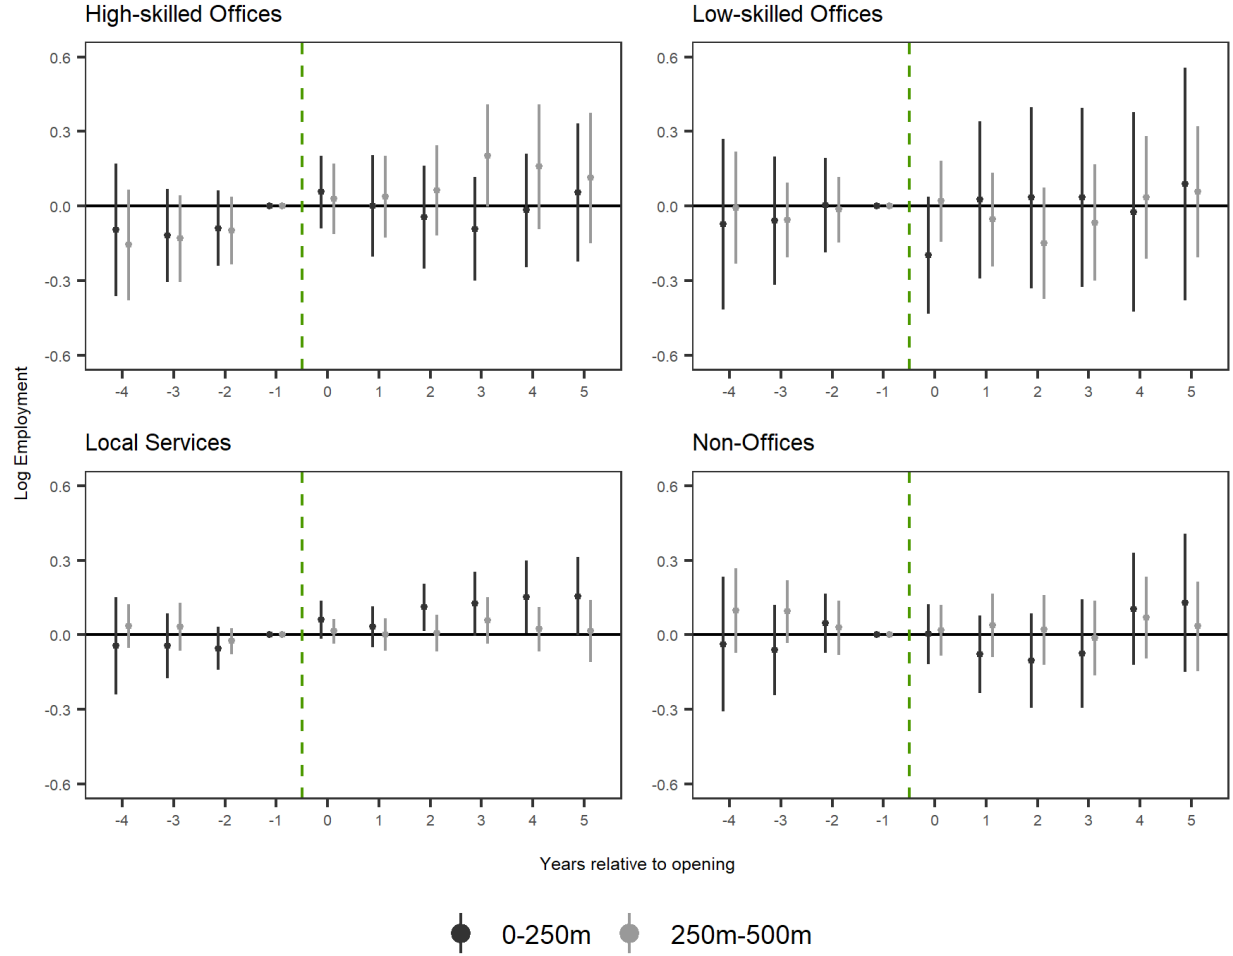 High-skilled Offices
Low-skilled Offices
0.6
0.3
0.0
-0.3
-0.6
-4 -3 -2 -1 0 1 2 3 4 5
0.6
0.3
0.0
-0.3
-0.6
-4 -3 -2 -1 0 1 2 3 4 5
Log Employment
Local Services
Non-Offices
0.6
0.3
0.0
-0.3
-0.6
-4 -3 -2 -1 0 1 2 3 4 5
0.6
0.3
0.0
-0.3
-0.6
-4 -3 -2 -1 0 1 2 3 4 5
Years relative to opening
0-250m 250m-500m